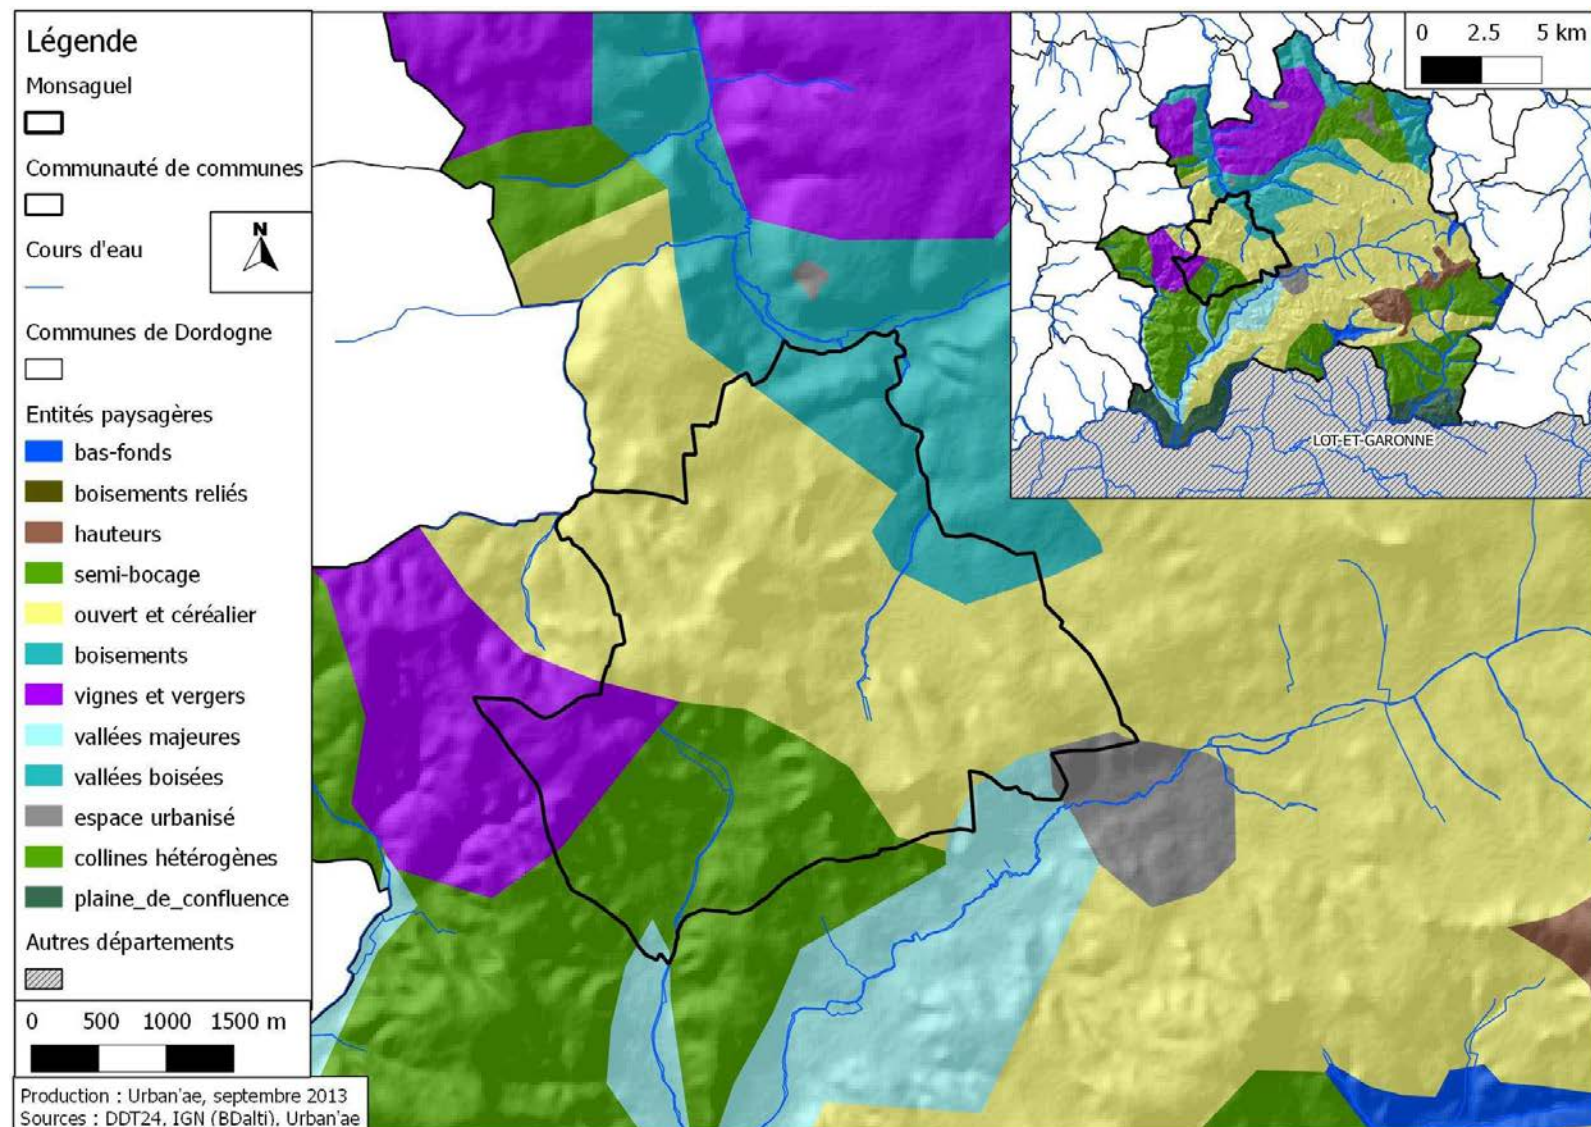 Légende
Monsaguel
Communauté de communes
N
Cours d'eau
Communes de Dordogne
Entités paysagères
bas-fonds
boisements reliés
hauteurs
semi-bocage
ouvert et céréalier
boisements
vignes et vergers
vallées majeures
vallées boisées
espace urbanisé
collines hétérogènes
plaine_de_confluence
Autres départements
0 500 1000 1500 m
Production : Urban'ae, septembre 2013
Sources : DDT24, IGN (BDalti), Urban'ae
0 2.5 5 km
LOT-ET-GARONNE